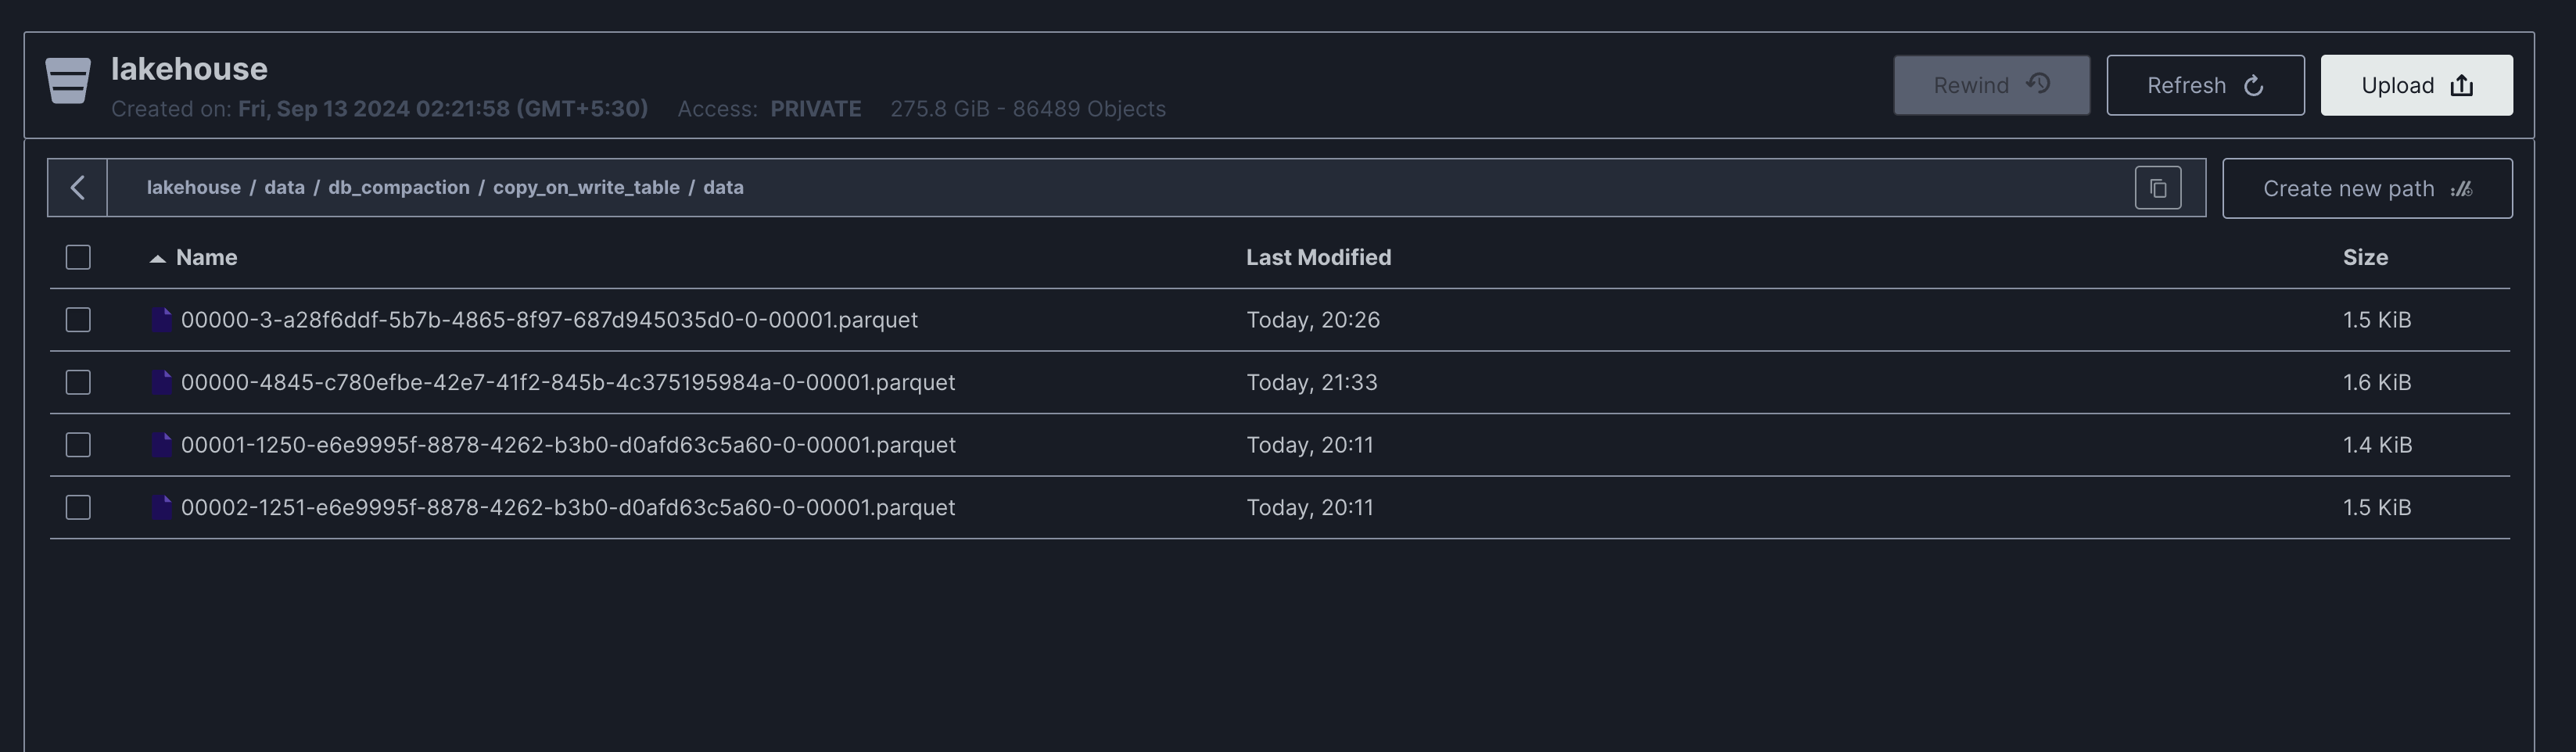 lakehouse
Created on: Fri, Sep 13 2024 02:21:58 (GMT+5:30) Access: PRIVATE 275.8 GiB - 86489 Objects
Rewind Refresh Upload
lakehouse / data / db_compaction / copy_on_write_table / data
Create new path
Name Last Modified Size
00000-3-a28f6ddf-5b7b-4865-8f97-687d945035d0-0-00001.parquet Today, 20:26 1.5 KiB
00000-4845-c780efbe-42e7-41f2-845b-4c375195984a-0-00001.parquet Today, 21:33 1.6 KiB
00001-1250-e6e9995f-8878-4262-b3b0-d0afd63c5a60-0-00001.parquet Today, 20:11 1.4 KiB
00002-1251-e6e9995f-8878-4262-b3b0-d0afd63c5a60-0-00001.parquet Today, 20:11 1.5 KiB